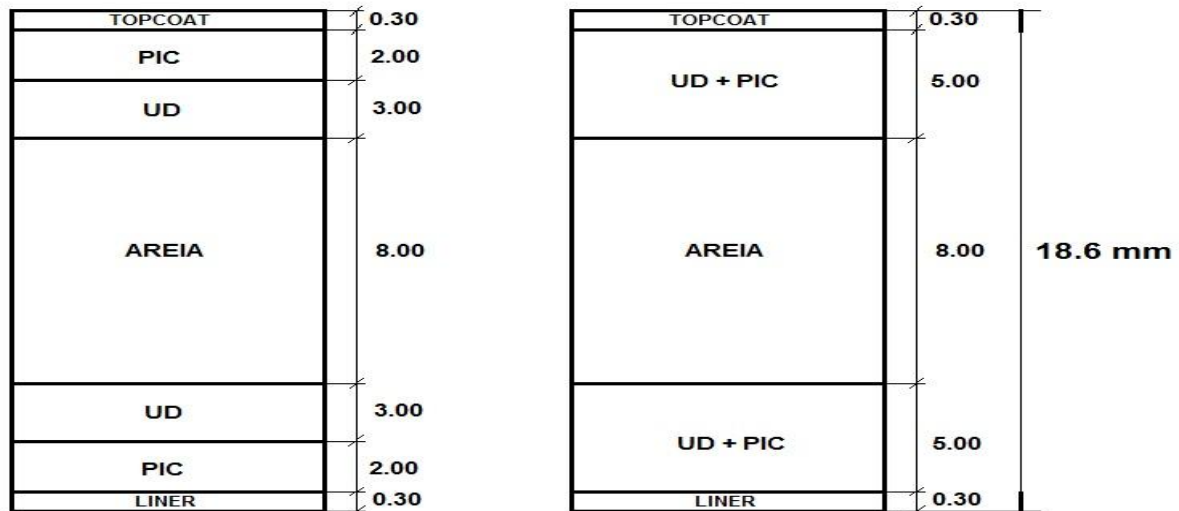 TOPCOAT 0.30
PIC 2.00
UD 3.00
AREIA 8.00
UD 3.00
PIC 2.00
LINER 0.30
TOPCOAT 0.30
UD + PIC 5.00
AREIA 8.00
18.6 mm
UD + PIC 5.00
LINER 0.30